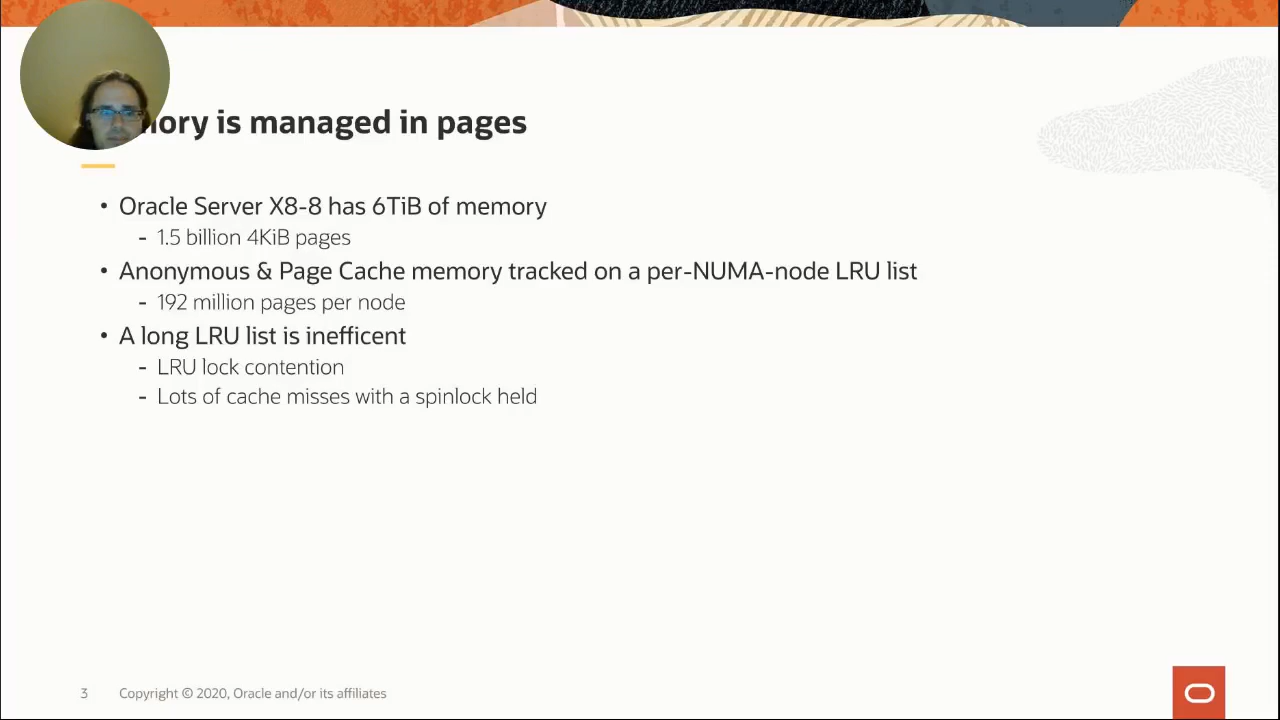 mory is managed in pages
• Oracle Server X8-8 has 6TiB of memory
- 1.5 billion 4KiB pages
• Anonymous & Page Cache memory tracked on a per-NUMA-node LRU list
- 192 million pages per node
• A long LRU list is inefficent
- LRU lock contention
- Lots of cache misses with a spinlock held
3 Copyright © 2020, Oracle and/or its affiliates